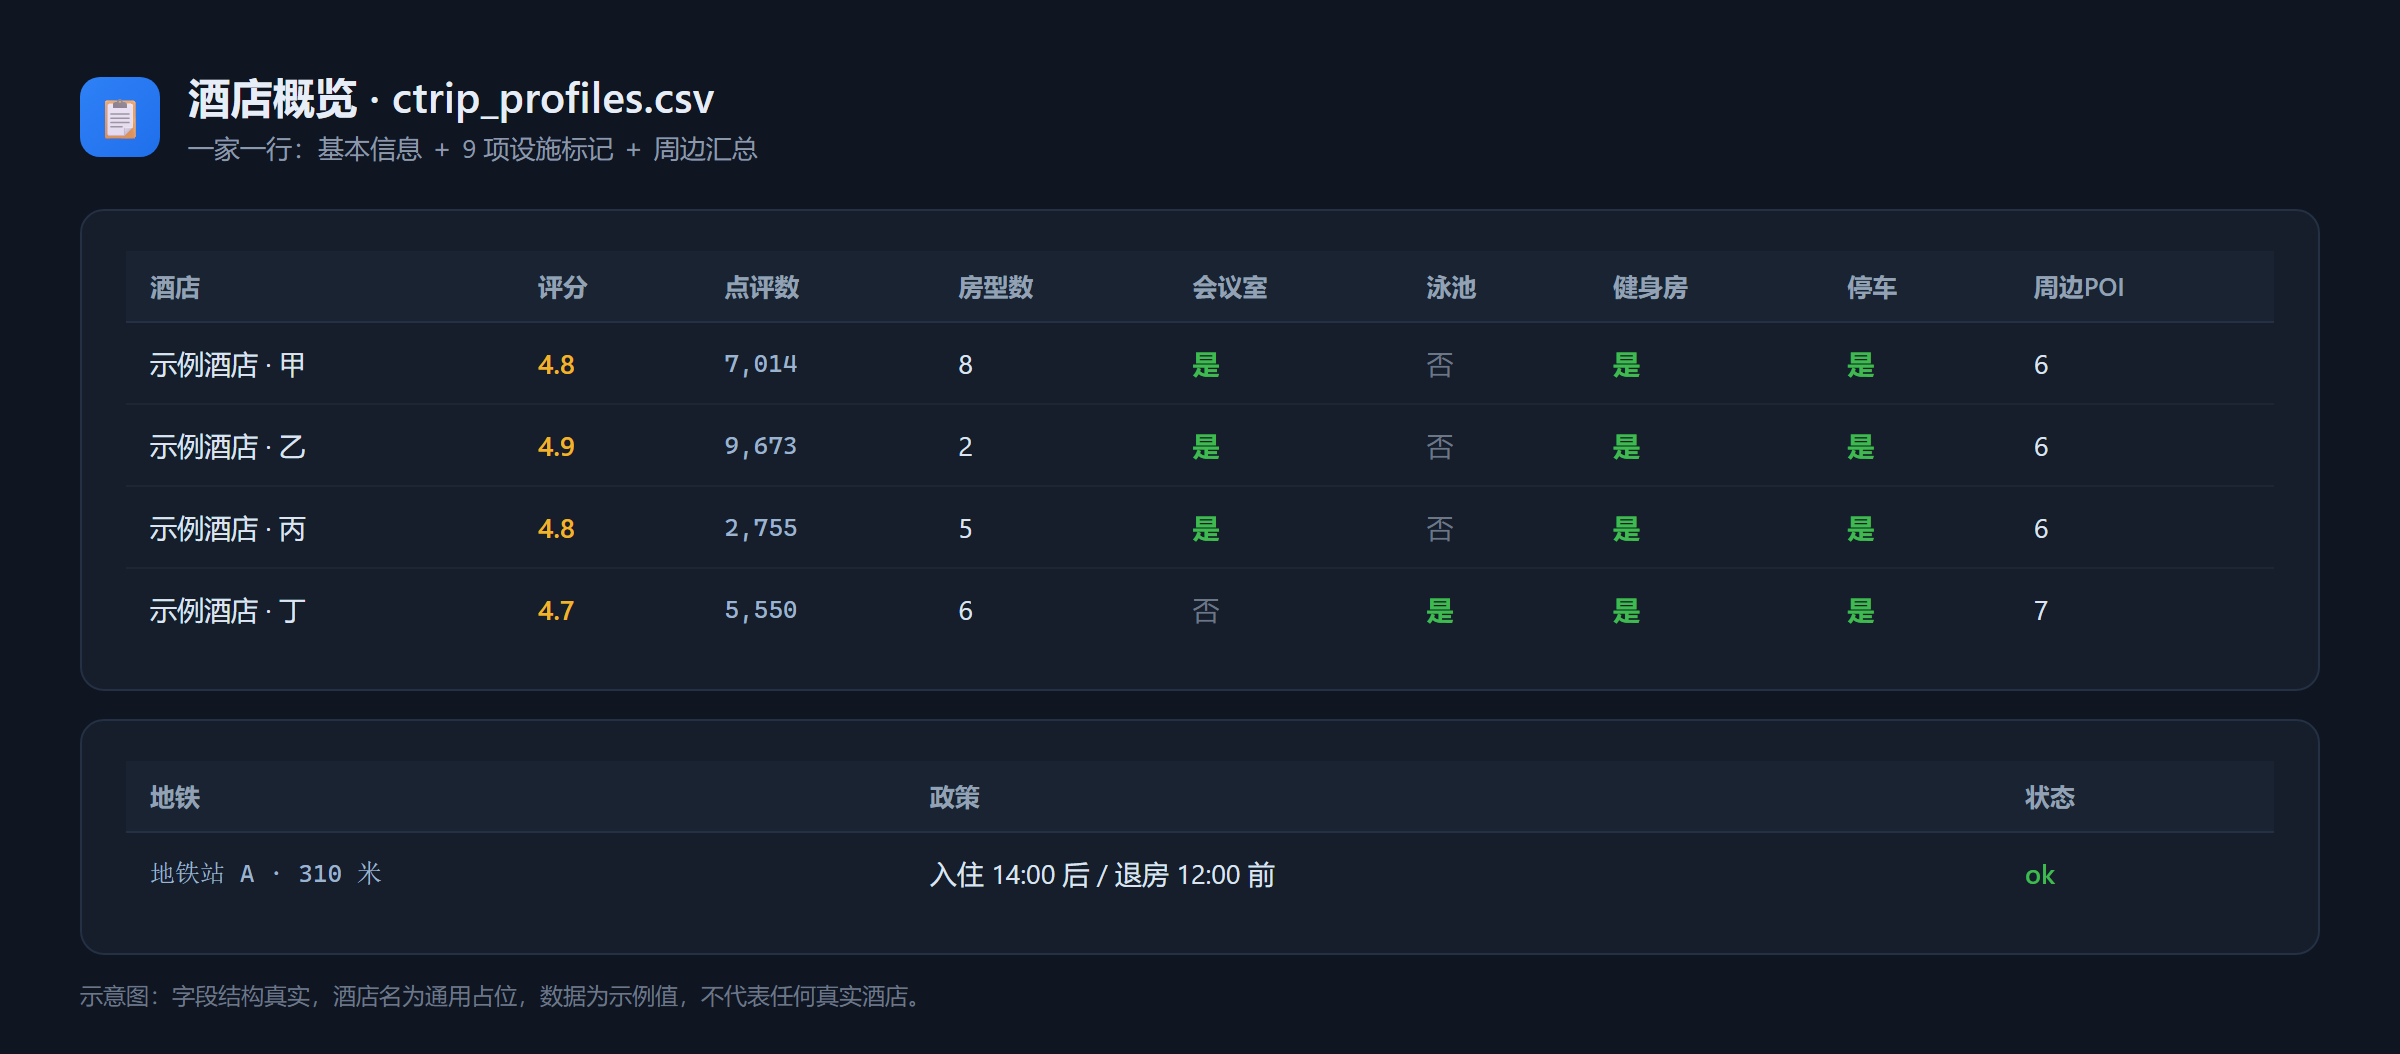 酒店概览 · ctrip_profiles.csv
一家一行：基本信息 + 9 项设施标记 + 周边汇总
酒店 评分 点评数 房型数 会议室 泳池 健身房 停车 周边POI
示例酒店 · 甲 4.8 7,014 8 是 否 是 是 6
示例酒店 · 乙 4.9 9,673 2 是 否 是 是 6
示例酒店 · 丙 4.8 2,755 5 是 否 是 是 6
示例酒店 · 丁 4.7 5,550 6 否 是 是 是 7
地铁 政策 状态
地铁站 A · 310 米 入住 14:00 后 / 退房 12:00 前 ok
示意图：字段结构真实，酒店名为通用占位，数据为示例值，不代表任何真实酒店。